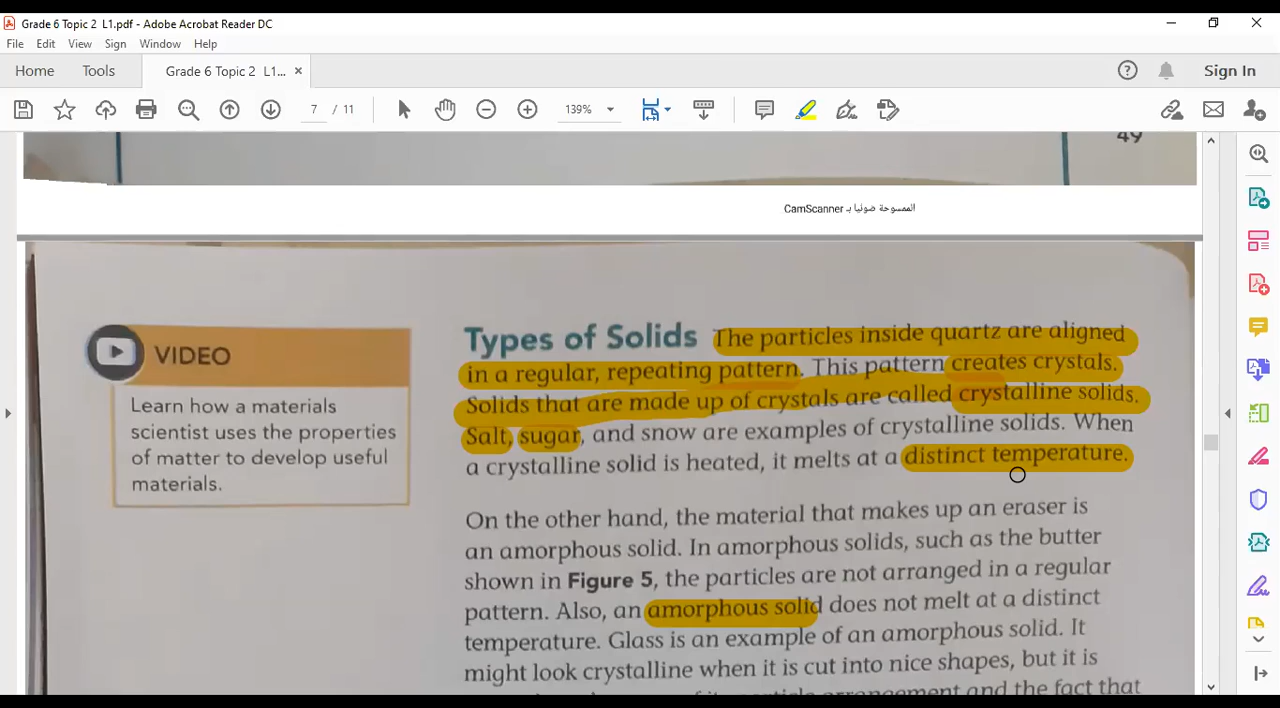 Grade 6 Topic 2 L1.pdf - Adobe Acrobat Reader DC
File Edit View Sign Window Help
Home Tools Grade 6 Topic 2 L1... × Sign In
7 / 11 139%
49
الممسوحة ضوئيا بـ CamScanner
VIDEO
Learn how a materials
scientist uses the properties
of matter to develop useful
materials.
Types of Solids The particles inside quartz are aligned
in a regular, repeating pattern. This pattern creates crystals.
Solids that are made up of crystals are called crystalline solids.
Salt, sugar, and snow are examples of crystalline solids. When
a crystalline solid is heated, it melts at a distinct temperature.
On the other hand, the material that makes up an eraser is
an amorphous solid. In amorphous solids, such as the butter
shown in Figure 5, the particles are not arranged in a regular
pattern. Also, an amorphous solid does not melt at a distinct
temperature. Glass is an example of an amorphous solid. It
might look crystalline when it is cut into nice shapes, but it is
particle arrangement and the fact that